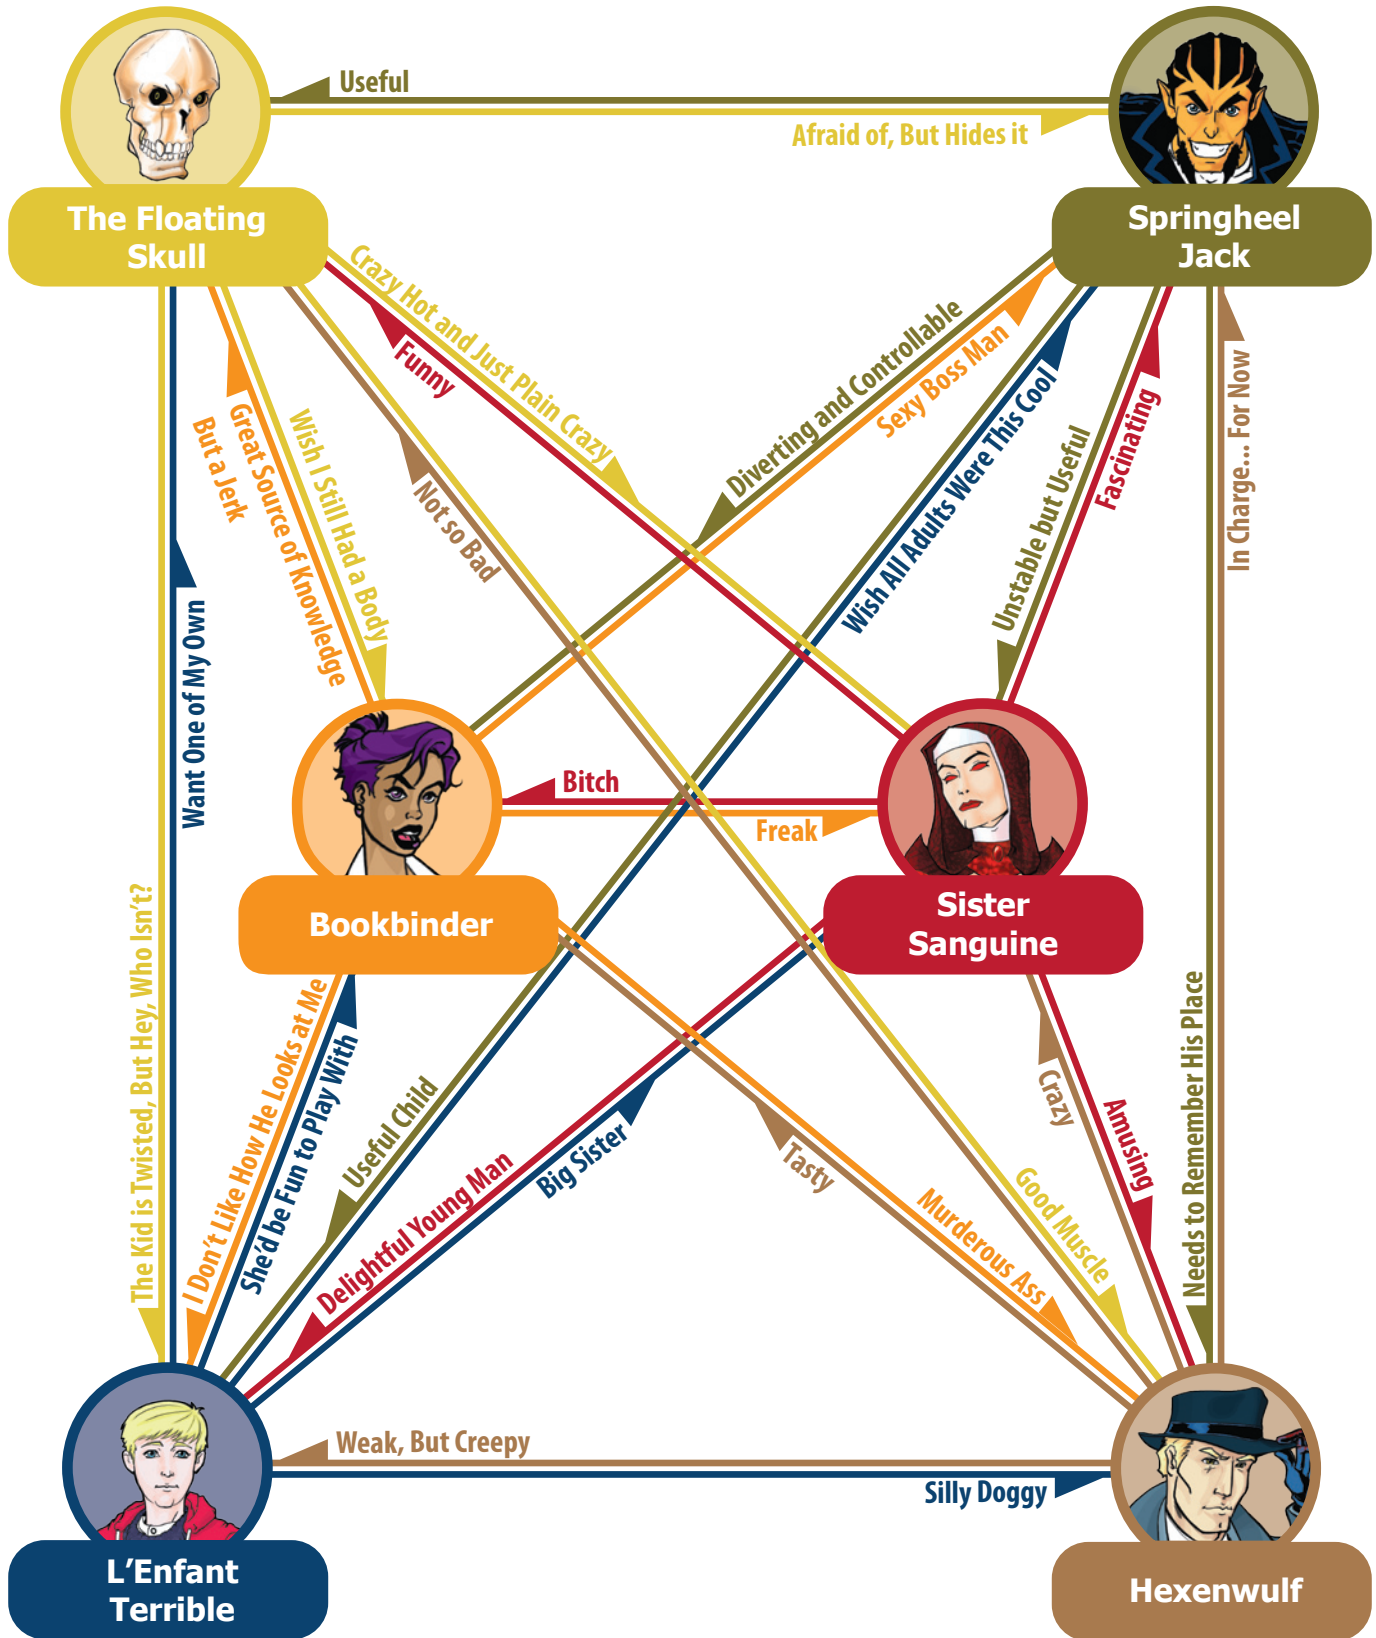 Useful
Afraid of, But Hides it
The Floating
Skull
Springheel
Jack
Crazy Hot and Just Plain Crazy
Funny
Diverting and Controllable
Sexy Boss Man
Wish All Adults Were This Cool
Unstable but Useful
Fascinating
In Charge... For Now
Great Source of Knowledge
But a Jerk
Wish I Still Had a Body
Not so Bad
Want One of My Own
Bitch
Freak
Bookbinder
Sister
Sanguine
The Kid is Twisted, But Hey, Who Isn't?
I Don't Like How He Looks at Me
She'd be Fun to Play With
Useful Child
Delightful Young Man
Big Sister
Tasty
Murderous Ass
Good Muscle
Crazy
Amusing
Needs to Remember His Place
Weak, But Creepy
Silly Doggy
L'Enfant
Terrible
Hexenwulf